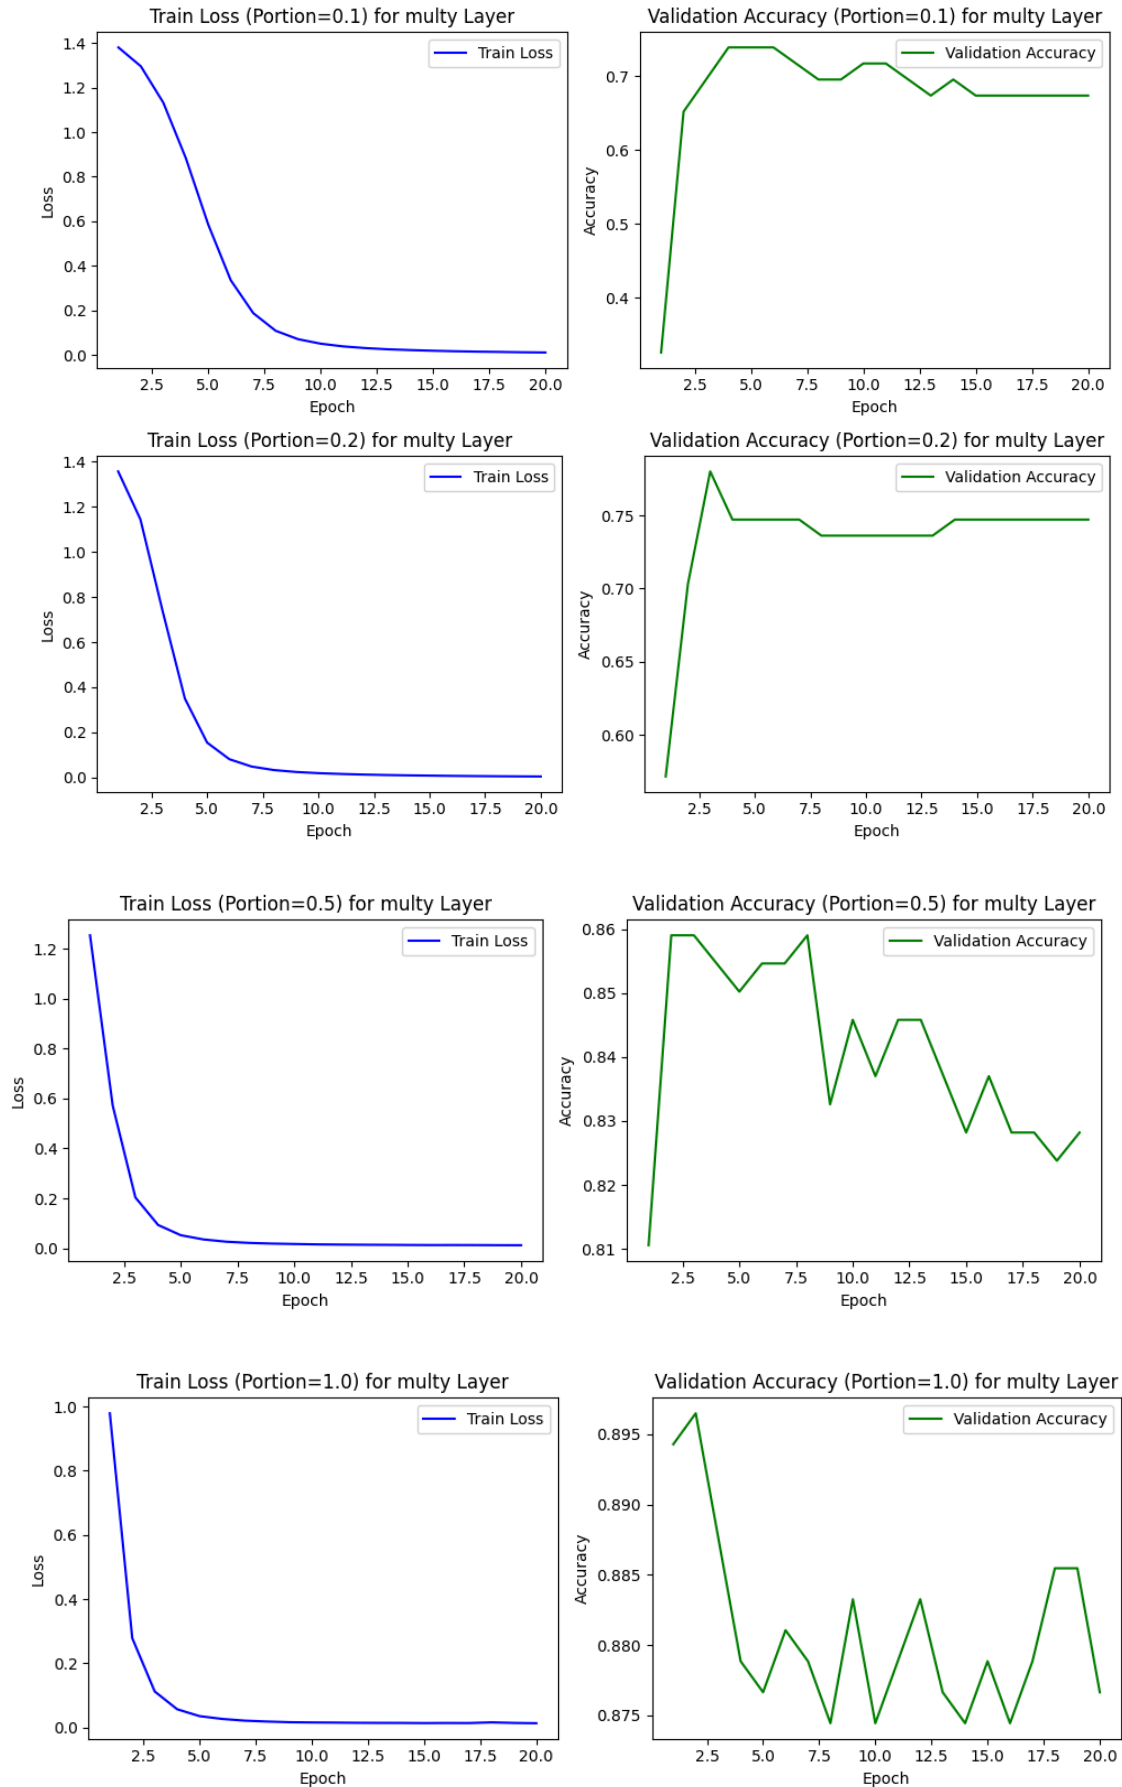 Train Loss (Portion=0.1) for multy Layer
Train Loss
1.4
1.2
1.0
0.8
0.6
0.4
0.2
0.0
Loss
2.5 5.0 7.5 10.0 12.5 15.0 17.5 20.0
Epoch
Validation Accuracy (Portion=0.1) for multy Layer
Validation Accuracy
0.7
0.6
0.5
0.4
Accuracy
2.5 5.0 7.5 10.0 12.5 15.0 17.5 20.0
Epoch
Train Loss (Portion=0.2) for multy Layer
Train Loss
1.4
1.2
1.0
0.8
0.6
0.4
0.2
0.0
Loss
2.5 5.0 7.5 10.0 12.5 15.0 17.5 20.0
Epoch
Validation Accuracy (Portion=0.2) for multy Layer
Validation Accuracy
0.75
0.70
0.65
0.60
Accuracy
2.5 5.0 7.5 10.0 12.5 15.0 17.5 20.0
Epoch
Train Loss (Portion=0.5) for multy Layer
Train Loss
1.2
1.0
0.8
0.6
0.4
0.2
0.0
Loss
2.5 5.0 7.5 10.0 12.5 15.0 17.5 20.0
Epoch
Validation Accuracy (Portion=0.5) for multy Layer
Validation Accuracy
0.86
0.85
0.84
0.83
0.82
0.81
Accuracy
2.5 5.0 7.5 10.0 12.5 15.0 17.5 20.0
Epoch
Train Loss (Portion=1.0) for multy Layer
Train Loss
1.0
0.8
0.6
0.4
0.2
0.0
Loss
2.5 5.0 7.5 10.0 12.5 15.0 17.5 20.0
Epoch
Validation Accuracy (Portion=1.0) for multy Layer
Validation Accuracy
0.895
0.890
0.885
0.880
0.875
Accuracy
2.5 5.0 7.5 10.0 12.5 15.0 17.5 20.0
Epoch